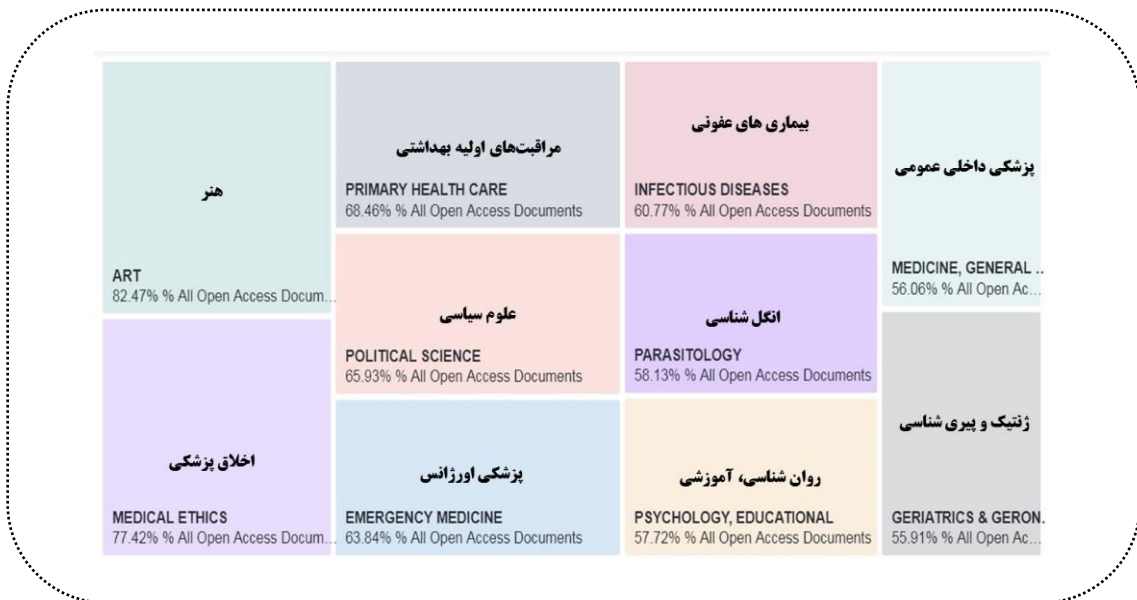 هنر
ART
82.47% % All Open Access Docum...
اخلاق پزشکی
MEDICAL ETHICS
77.42% % All Open Access Docum...
مراقبت‌های اولیه بهداشتی
PRIMARY HEALTH CARE
68.46% % All Open Access Documents
علوم سیاسی
POLITICAL SCIENCE
65.93% % All Open Access Documents
پزشکی اورژانس
EMERGENCY MEDICINE
63.84% % All Open Access Documents
بیماری های عفونی
INFECTIOUS DISEASES
60.77% % All Open Access Documents
انگل شناسی
PARASITOLOGY
58.13% % All Open Access Documents
روان شناسی، آموزشی
PSYCHOLOGY, EDUCATIONAL
57.72% % All Open Access Documents
پزشکی داخلی عمومی
MEDICINE, GENERAL ..
56.06% % All Open Ac...
ژنتیک و پیری شناسی
GERIATRICS & GERON.
55.91% % All Open Ac...